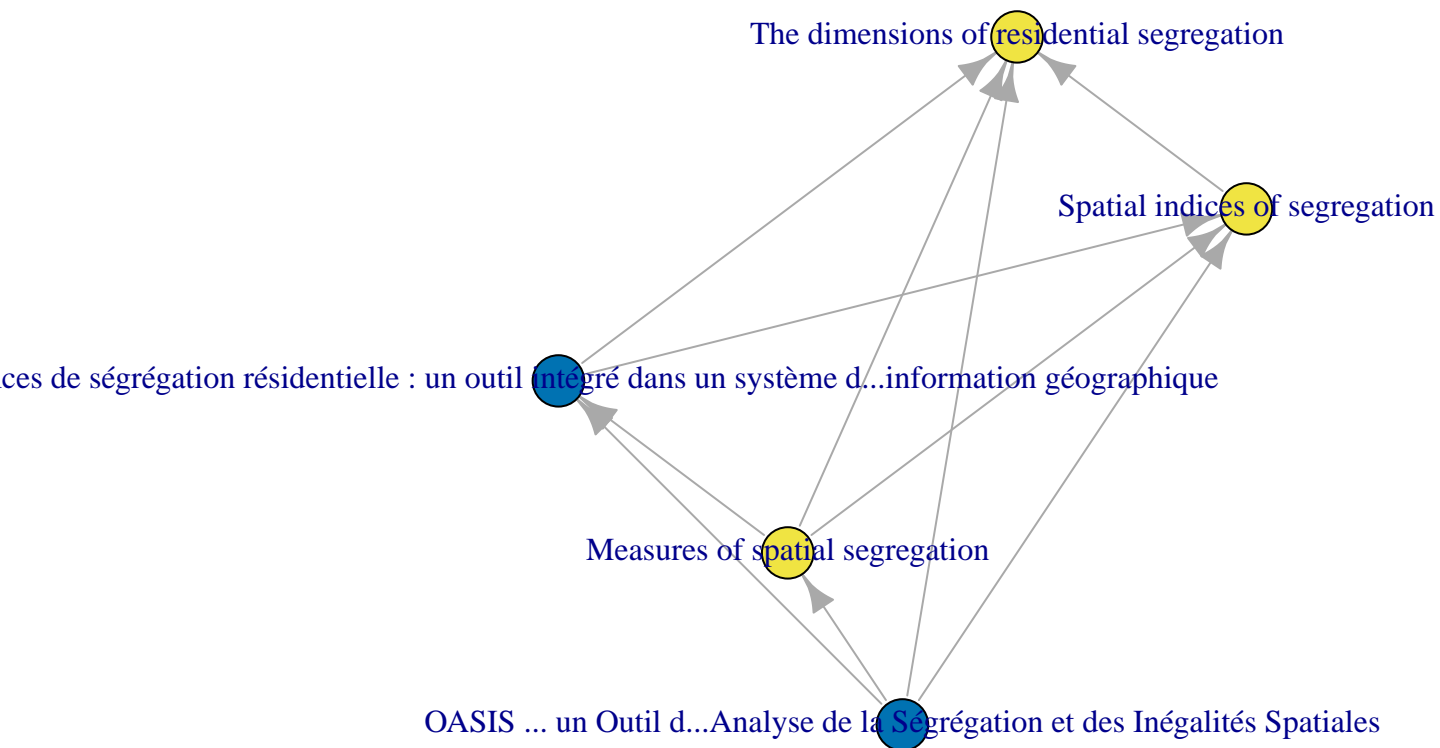 The dimensions of residential segregation
Spatial indices of segregation
ces de ségrégation résidentielle : un outil intégré dans un système d...information géographique
Measures of spatial segregation
OASIS ... un Outil d...Analyse de la Ségrégation et des Inégalités Spatiales